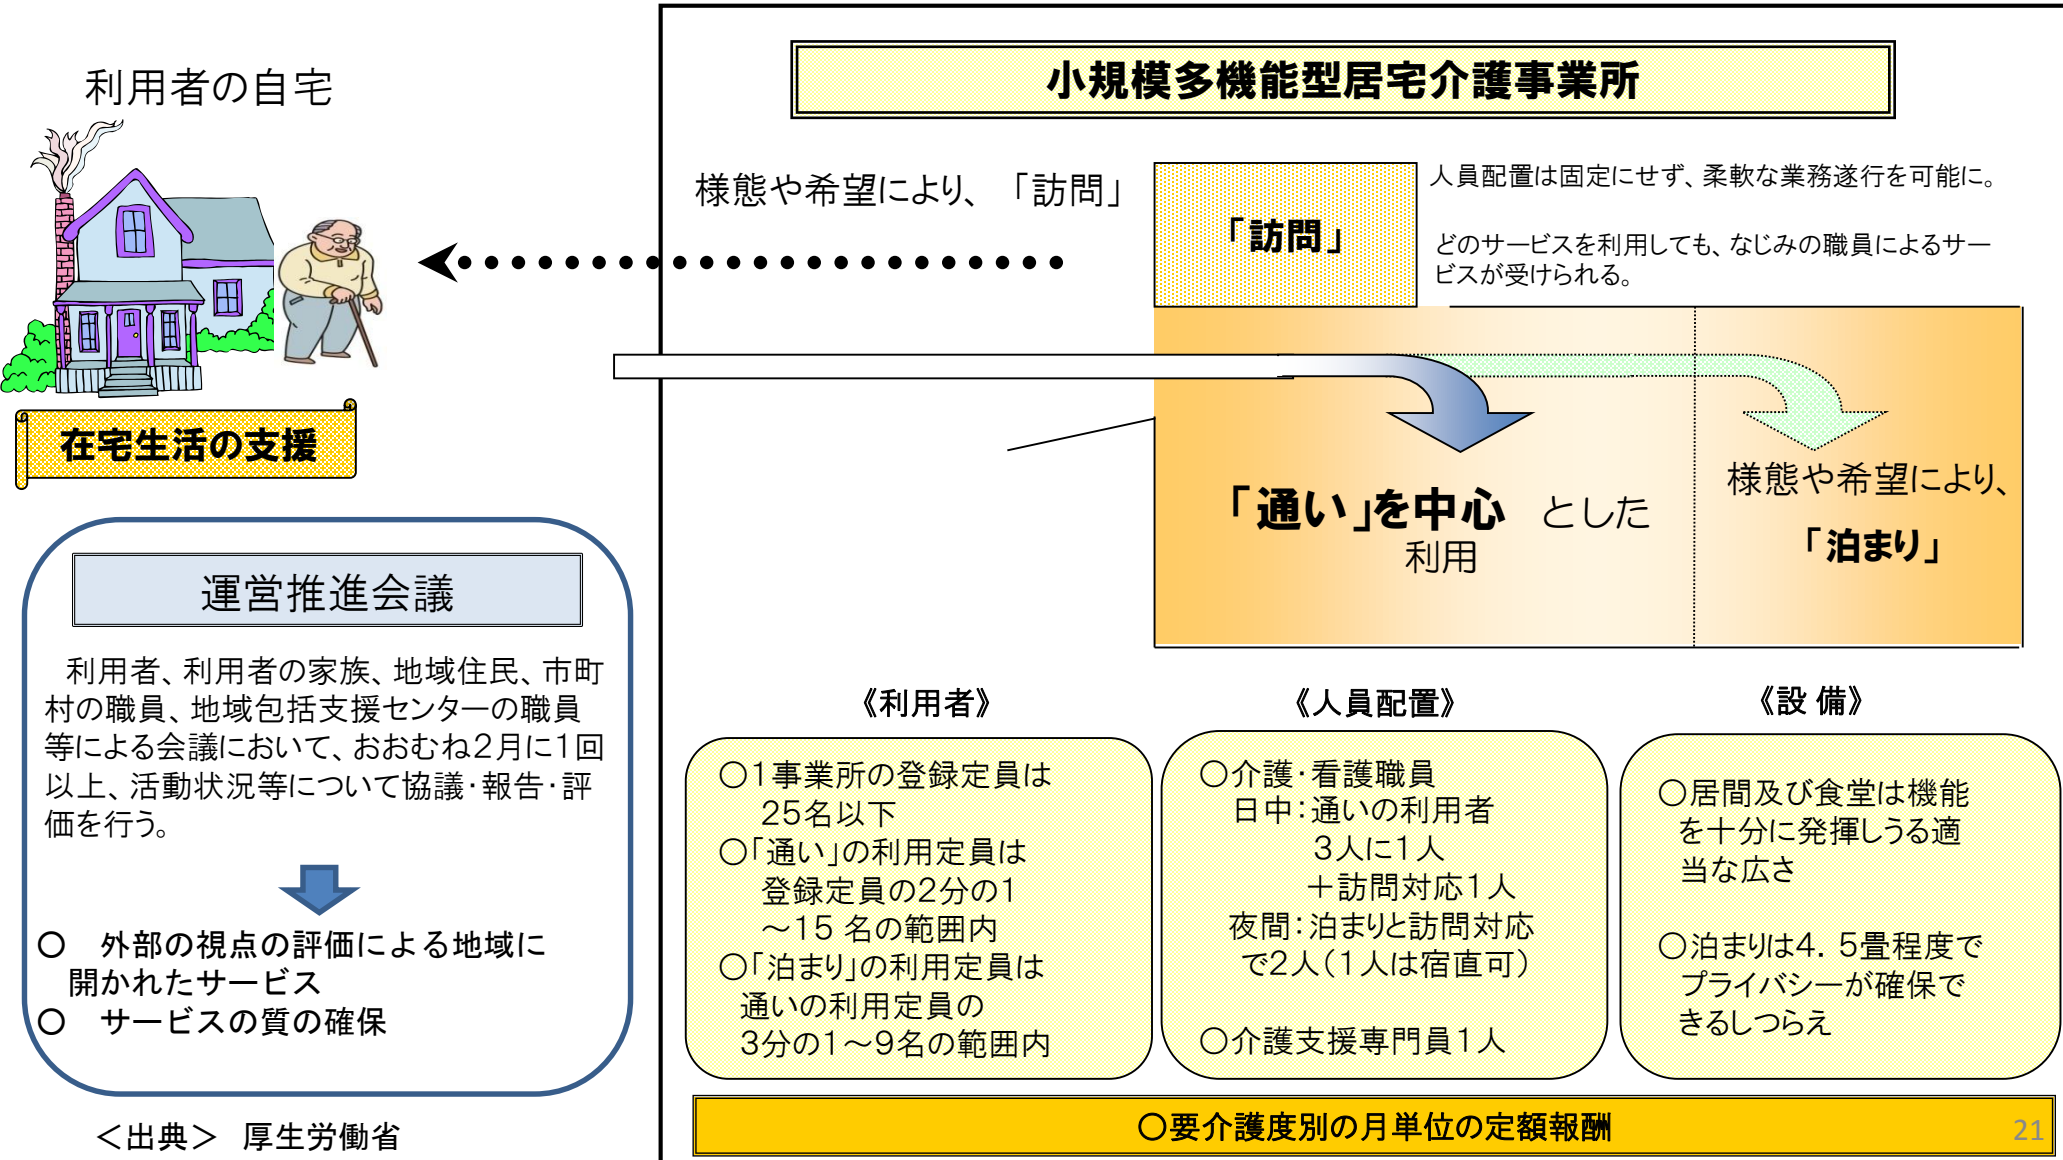 利用者の自宅
在宅生活の支援
運営推進会議
利用者、利用者の家族、地域住民、市町
村の職員、地域包括支援センターの職員
等による会議において、おおむね2月に1回
以上、活動状況等について協議・報告・評
価を行う。
○　外部の視点の評価による地域に
開かれたサービス
○　サービスの質の確保
＜出典＞　厚生労働省
小規模多機能型居宅介護事業所
様態や希望により、「訪問」
「訪問」
人員配置は固定にせず、柔軟な業務遂行を可能に。
どのサービスを利用しても、なじみの職員によるサー
ビスが受けられる。
「通い」を中心　とした
利用
様態や希望により、
「泊まり」
《利用者》
○1事業所の登録定員は
25名以下
○「通い」の利用定員は
登録定員の2分の1
～15 名の範囲内
○「泊まり」の利用定員は
通いの利用定員の
3分の1～9名の範囲内
《人員配置》
○介護・看護職員
日中：通いの利用者
3人に1人
＋訪問対応1人
夜間：泊まりと訪問対応
で2人（1人は宿直可）
○介護支援専門員1人
《設 備》
○居間及び食堂は機能
を十分に発揮しうる適
当な広さ
○泊まりは4．5畳程度で
プライバシーが確保で
きるしつらえ
○要介護度別の月単位の定額報酬
21